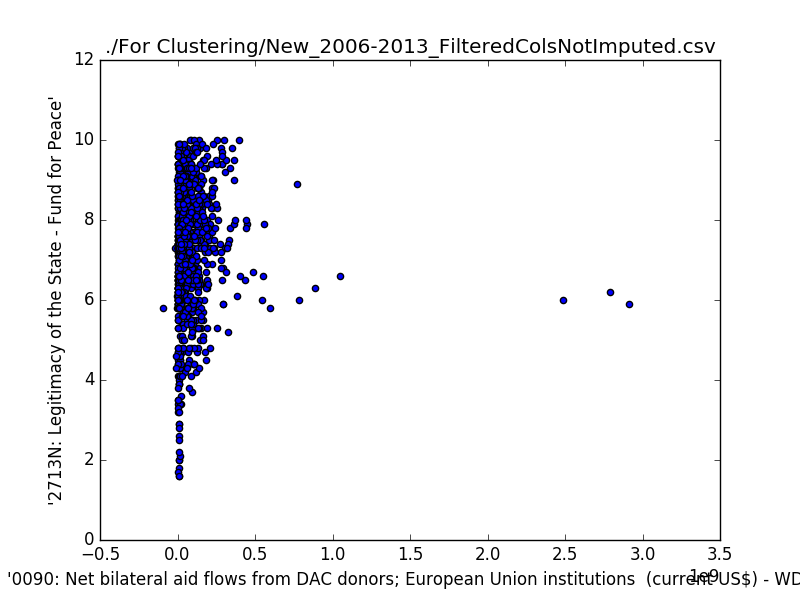 ./For Clustering/New_2006-2013_FilteredColsNotImputed.csv
12
10
8
6
4
2
0
'2713N: Legitimacy of the State - Fund for Peace'
−0.5 0.0 0.5 1.0 1.5 2.0 2.5 3.0 3.5
1e9
'0090: Net bilateral aid flows from DAC donors; European Union institutions (current US$) - WD